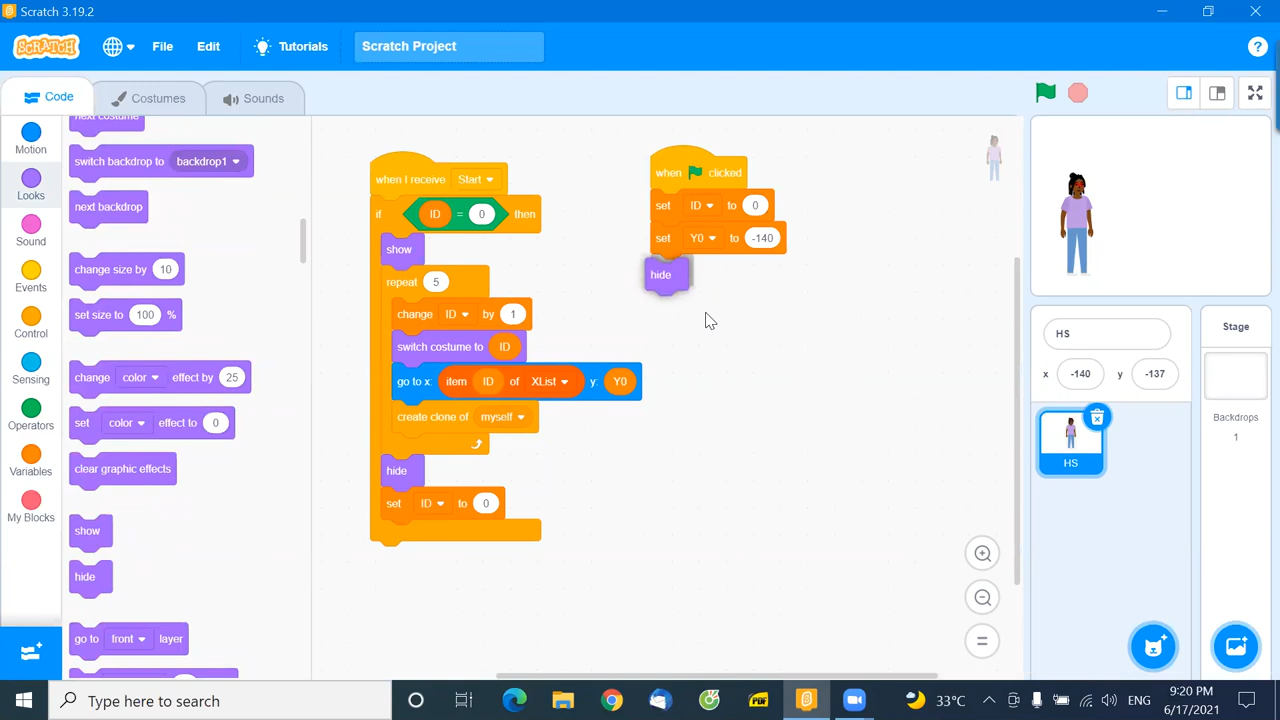 Scratch 3.19.2
SCRATCH
File
Edit
Tutorials
Scratch Project
?
Code
Costumes
Sounds
Motion
Looks
Sound
Events
Control
Sensing
Operators
Variables
My Blocks
next costume
switch backdrop to backdrop1
next backdrop
change size by 10
set size to 100 %
change color effect by 25
set color effect to 0
clear graphic effects
show
hide
go to front layer
when I receive Start
if ID = 0 then
show
repeat 5
change ID by 1
switch costume to ID
go to x: item ID of XList y: Y0
create clone of myself
hide
set ID to 0
when clicked
set ID to 0
set Y0 to -140
hide
HS
x -140 y -137
HS
Stage
Backdrops
1
Type here to search
PDF
33°C
ENG
9:20 PM
6/17/2021